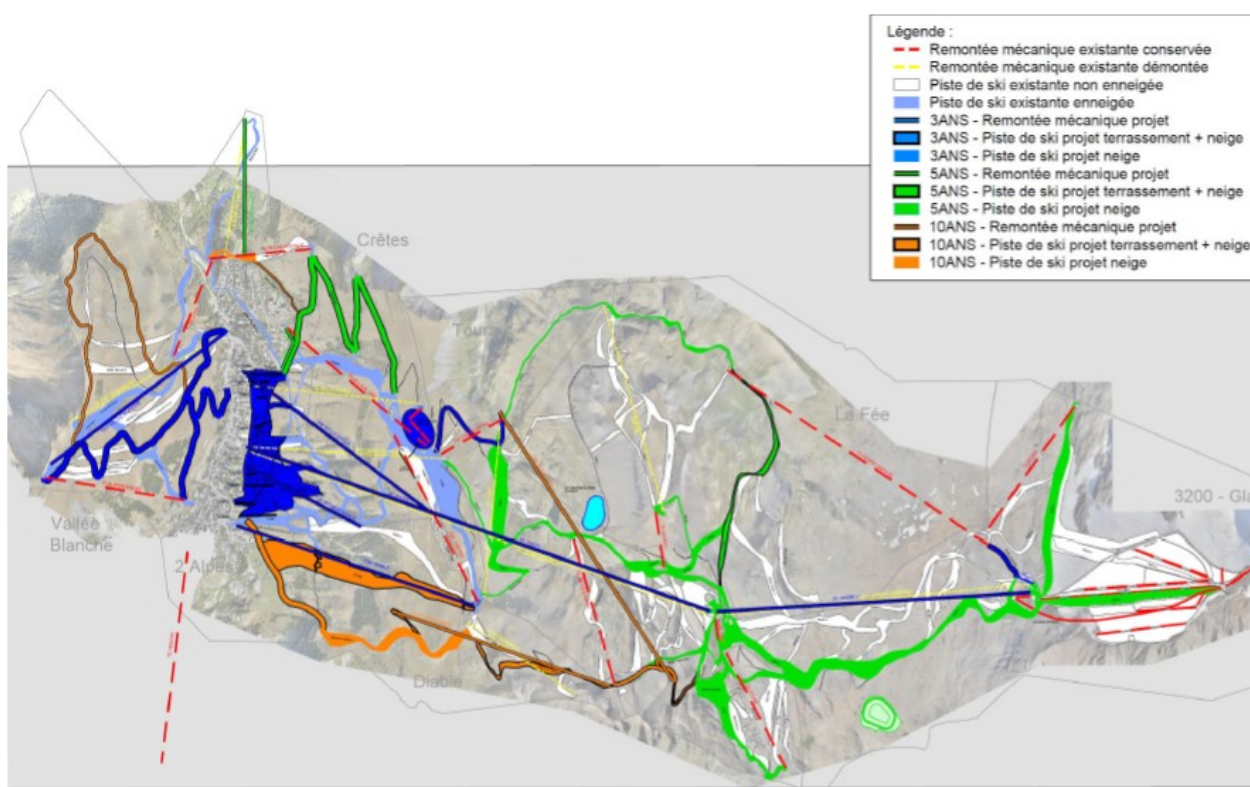 Légende :
Remontée mécanique existante conservée
Remontée mécanique existante démontée
Piste de ski existante non enneigée
Piste de ski existante enneigée
3ANS - Remontée mécanique projet
3ANS - Piste de ski projet terrassement + neige
3ANS - Piste de ski projet neige
5ANS - Remontée mécanique projet
5ANS - Piste de ski projet terrassement + neige
5ANS - Piste de ski projet neige
10ANS - Remontée mécanique projet
10ANS - Piste de ski projet terrassement + neige
10ANS - Piste de ski projet neige
Crêtes
La Fée
3200 - Gla
Vallée
Blanche
2 Alpes
Diable